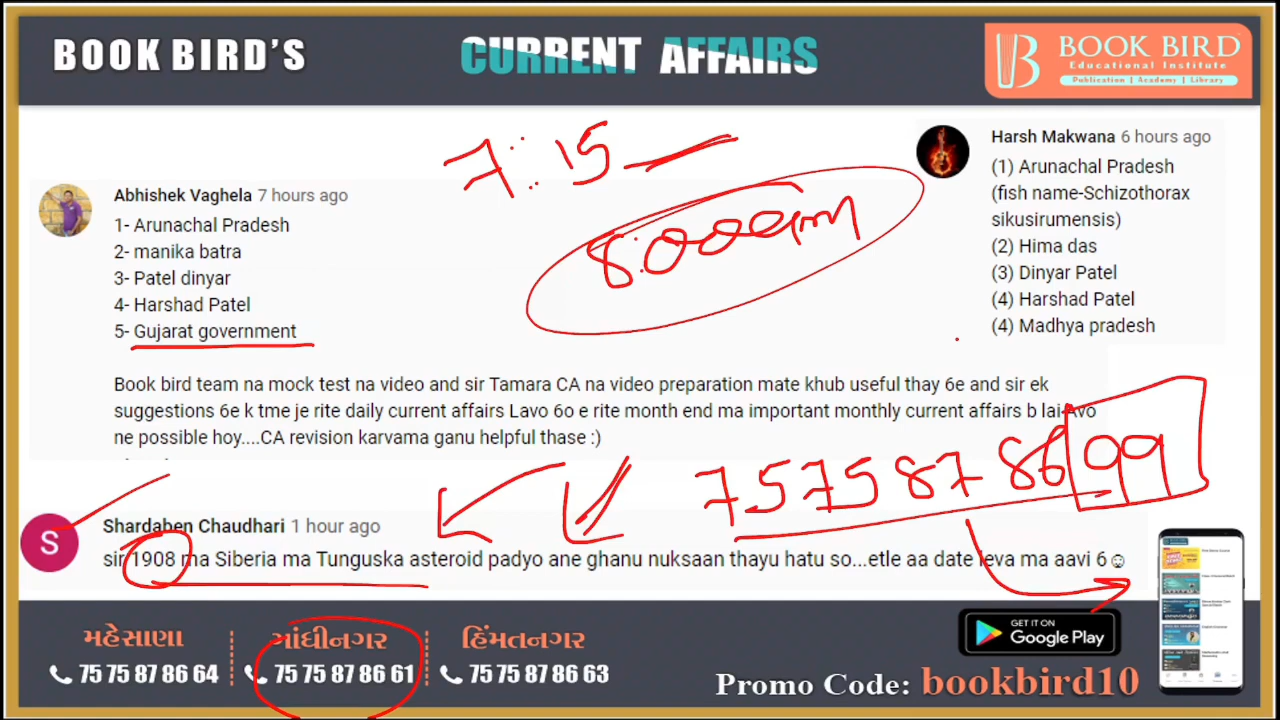 BOOK BIRD'S
CURRENT AFFAIRS
BOOK BIRD
Educational Institute
Publication | Academy | Library
7:15
8:000am
Abhishek Vaghela 7 hours ago
1- Arunachal Pradesh
2- manika batra
3- Patel dinyar
4- Harshad Patel
5- Gujarat government
Book bird team na mock test na video and sir Tamara CA na video preparation mate khub useful thay 6e and sir ek
suggestions 6e k tme je rite daily current affairs Lavo 6o e rite month end ma important monthly current affairs b lai-Avo
ne possible hoy....CA revision karvama ganu helpful thase :)
Harsh Makwana 6 hours ago
(1) Arunachal Pradesh
(fish name-Schizothorax
sikusirumensis)
(2) Hima das
(3) Dinyar Patel
(4) Harshad Patel
(4) Madhya pradesh
7575878699
S
Shardaben Chaudhari 1 hour ago
sir 1908 ma Siberia ma Tunguska asteroid padyo ane ghanu nuksaan thayu hatu so...etle aa date leva ma aavi 6
મહેસાણા
75 75 87 86 64
ગાંધીનગર
75 75 87 86 61
હિંમતનગર
75 75 87 86 63
GET IT ON
Google Play
Promo Code: bookbird10